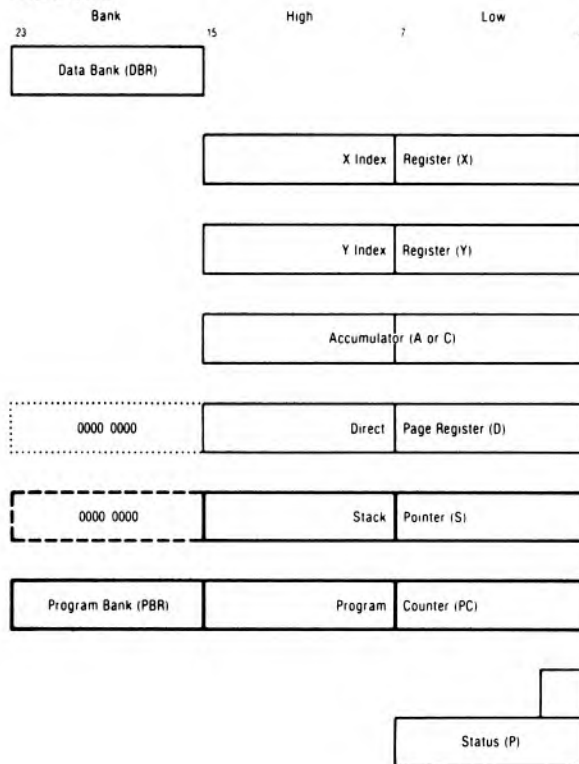 Bank High Low
23 15 7
Data Bank (DBR)
X Index Register (X)
Y Index Register (Y)
Accumulator (A or C)
0000 0000 Direct Page Register (D)
0000 0000 Stack Pointer (S)
Program Bank (PBR) Program Counter (PC)
Status (P)